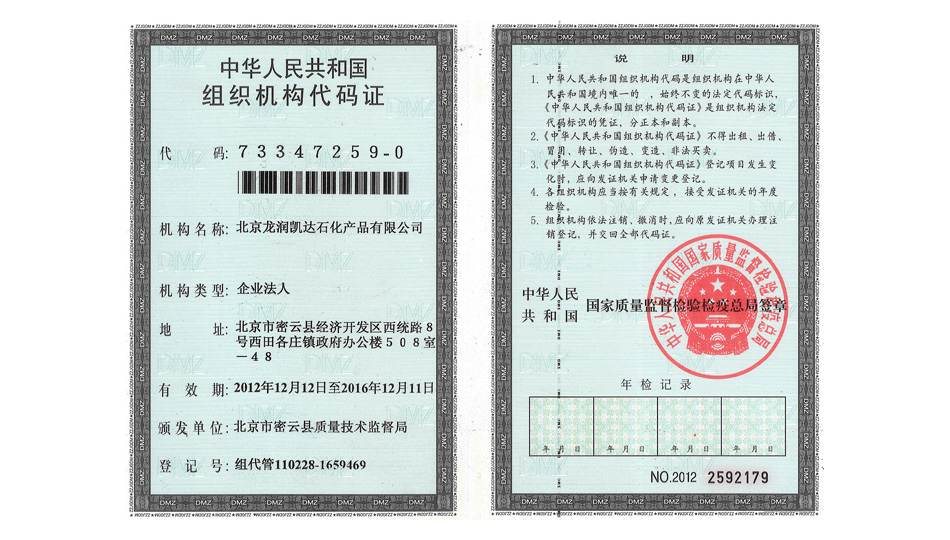 中华人民共和国
组织机构代码证
代 码: 73347259-0
机构名称: 北京龙润凯达石化产品有限公司
机构类型: 企业法人
地 址: 北京市密云县经济开发区西统路8
号西田各庄镇政府办公楼508室
-48
有 效 期: 2012年12月12日至2016年12月11日
颁发单位: 北京市密云县质量技术监督局
登 记 号: 组代管110228-1659469
说 明
1. 中华人民共和国组织机构代码是组织机构在中华人
民共和国境内唯一的 、始终不变的法定代码标识,
《中华人民共和国组织机构代码证》是组织机构法定
代码标识的凭证,分正本和副本。
2. 《中华人民共和国组织机构代码证》不得出租、出借、
冒用、转让、伪造、变造、非法买卖。
3. 《中华人民共和国组织机构代码证》登记项目发生变
化时,应向发证机关申请变更登记。
4. 各组织机构应当按有关规定,接受发证机关的年度
检验。
5. 组织机构依法注销、撤消时,应向原发证机关办理注
销登记,并交回全部代码证。
中华人民
共和国
国家质量监督检验检疫总局签章
中华人民共和国国家质量监督检验检疫总局
年检记录
年 月 日 年 月 日 年 月 日 年 月 日
NO.2012 2592179